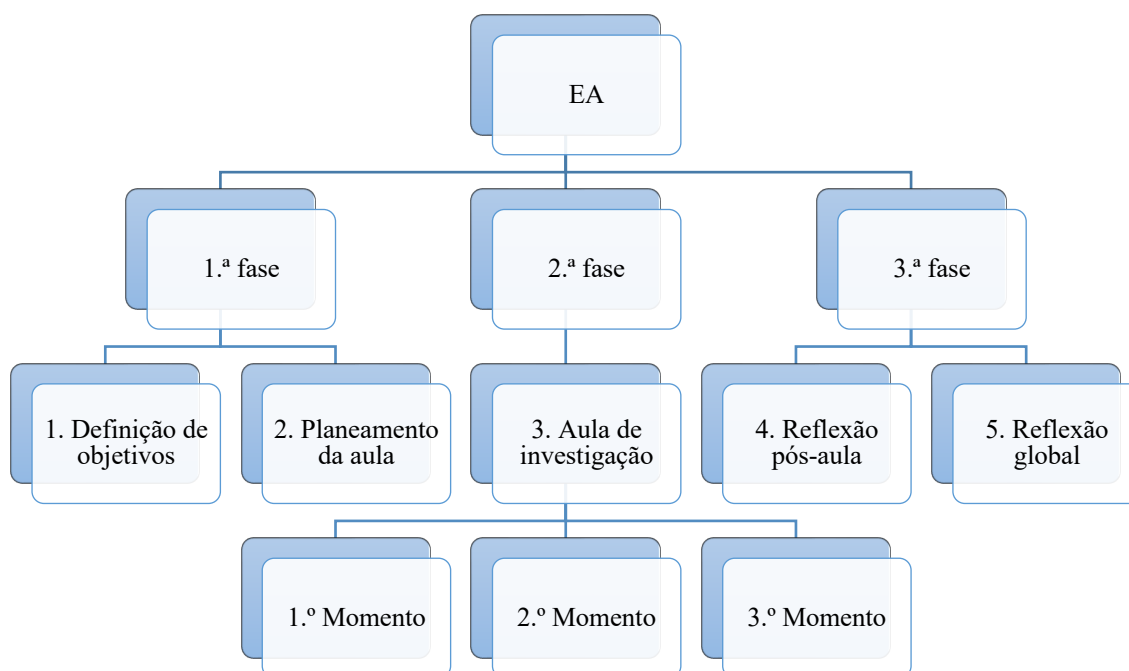 EA
1.ª fase
2.ª fase
3.ª fase
1. Definição de
objetivos
2. Planeamento
da aula
3. Aula de
investigação
4. Reflexão
pós-aula
5. Reflexão
global
1.º Momento
2.º Momento
3.º Momento